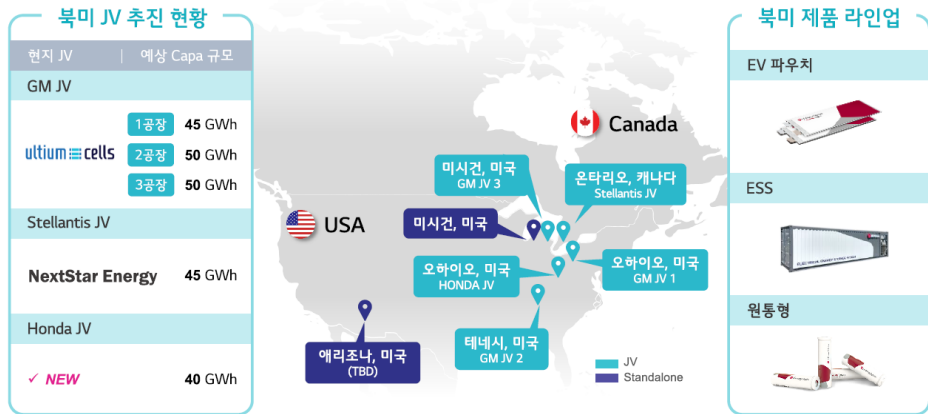 북미 JV 추진 현황
현지 JV | 예상 Capa 규모
GM JV
ultium cells
1공장 45 GWh
2공장 50 GWh
3공장 50 GWh
Stellantis JV
NextStar Energy 45 GWh
Honda JV
✓ NEW 40 GWh
Canada
USA
미시건, 미국
GM JV 3
온타리오, 캐나다
Stellantis JV
미시건, 미국
오하이오, 미국
HONDA JV
오하이오, 미국
GM JV 1
애리조나, 미국
(TBD)
테네시, 미국
GM JV 2
JV
Standalone
북미 제품 라인업
EV 파우치
ESS
원통형